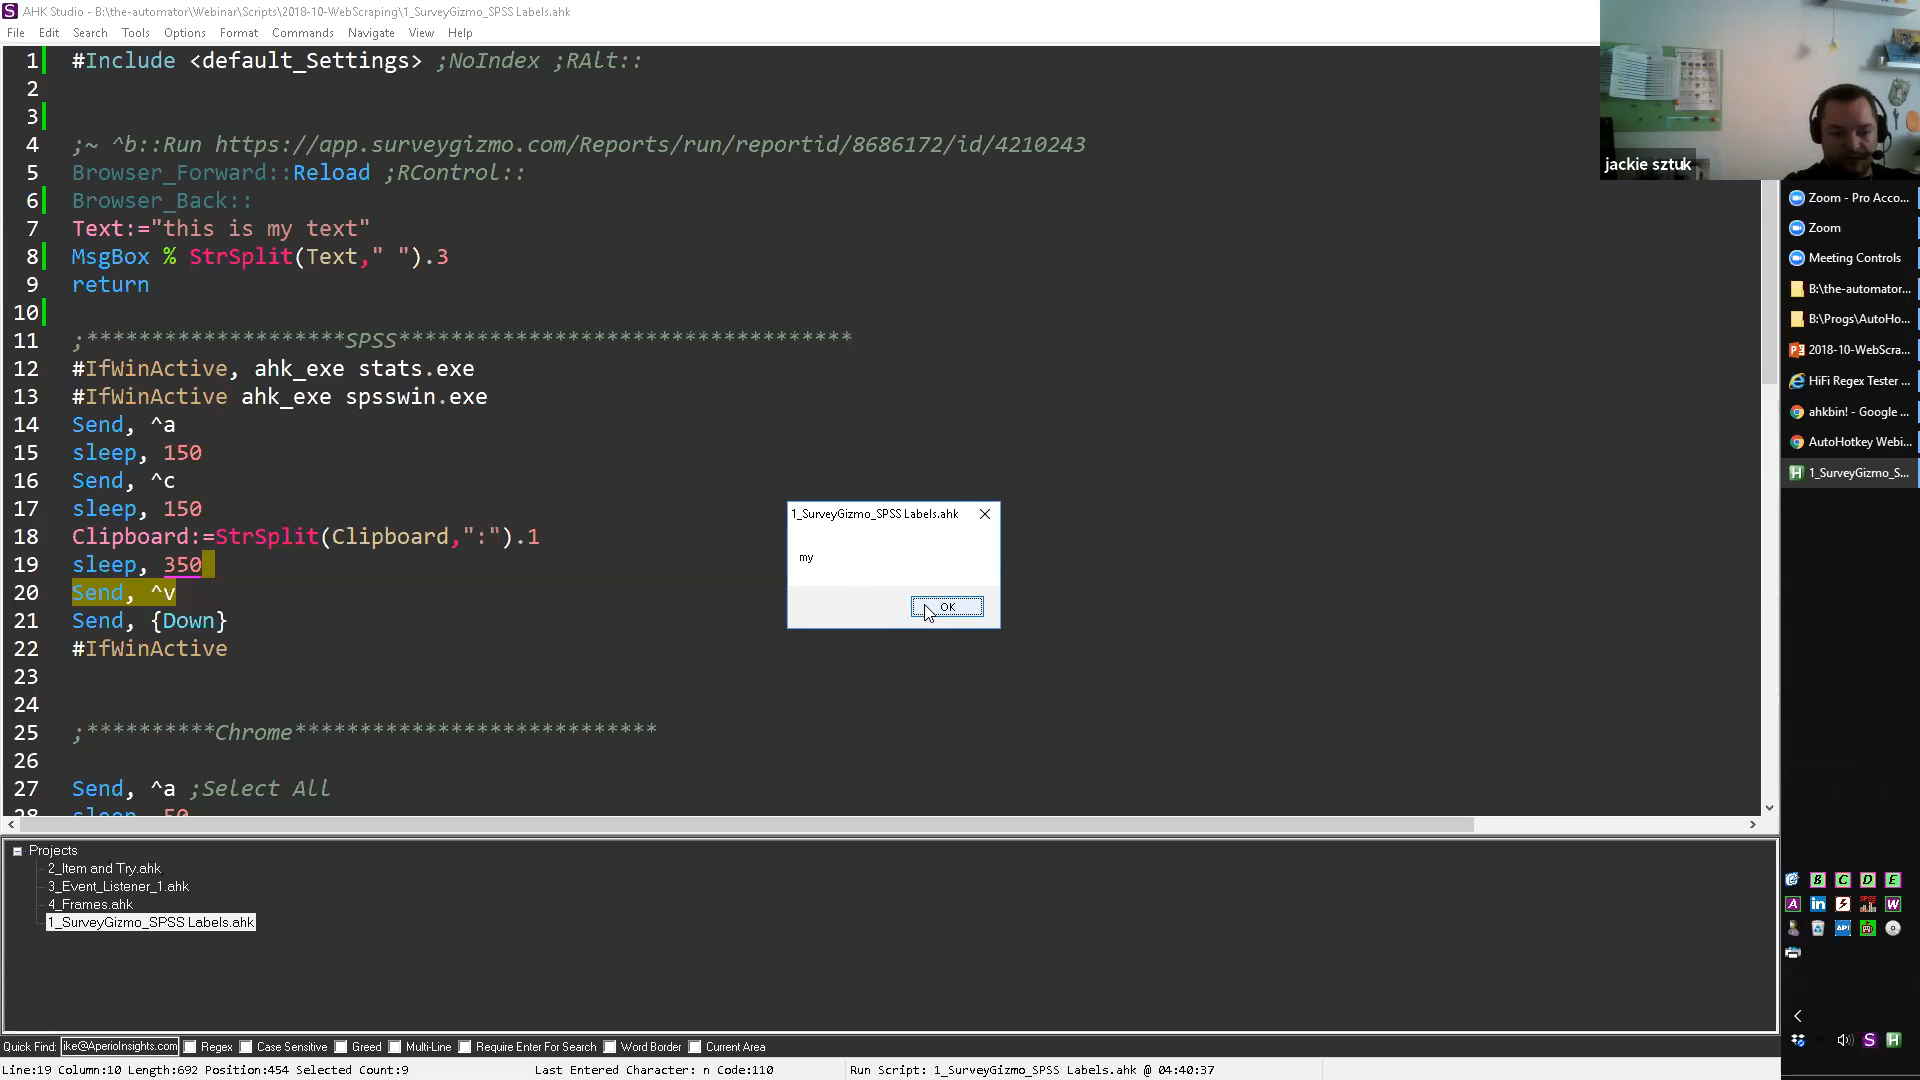 AHK Studio - B:\the-automator\Webinar\Scripts\2018-10-WebScraping\1_SurveyGizmo_SPSS Labels.ahk
File Edit Search Tools Options Format Commands Navigate View Help
1 #Include <default_Settings> ;NoIndex ;RAlt::
2
3
4 ;~ ^b::Run https://app.surveygizmo.com/Reports/run/reportid/8686172/id/4210243
5 Browser_Forward::Reload ;RControl::
6 Browser_Back::
7 Text:="this is my text"
8 MsgBox % StrSplit(Text," ").3
9 return
10
11 ;********************SPSS***********************************
12 #IfWinActive, ahk_exe stats.exe
13 #IfWinActive ahk_exe spsswin.exe
14 Send, ^a
15 sleep, 150
16 Send, ^c
17 sleep, 150
18 Clipboard:=StrSplit(Clipboard,":").1
19 sleep, 350
20 Send, ^v
21 Send, {Down}
22 #IfWinActive
23
24
25 ;**********Chrome****************************
26
27 Send, ^a ;Select All
28 sleep, 50
1_SurveyGizmo_SPSS Labels.ahk
my
OK
jackie sztuk
Zoom - Pro Acco...
Zoom
Meeting Controls
B:\the-automator...
B:\Progs\AutoHo...
2018-10-WebScra...
HiFi Regex Tester ...
ahkbin! - Google ...
AutoHotkey Webi...
1_SurveyGizmo_S...
B C D E
A in SPSS W
API
S H
Projects
2_Item and Try.ahk
3_Event_Listener_1.ahk
4_Frames.ahk
1_SurveyGizmo_SPSS Labels.ahk
Quick Find: ike@AperioInsights.com Regex Case Sensitive Greed Multi-Line Require Enter For Search Word Border Current Area
Line:19 Column:10 Length:692 Position:454 Selected Count:9 Last Entered Character: n Code:110 Run Script: 1_SurveyGizmo_SPSS Labels.ahk @ 04:40:37